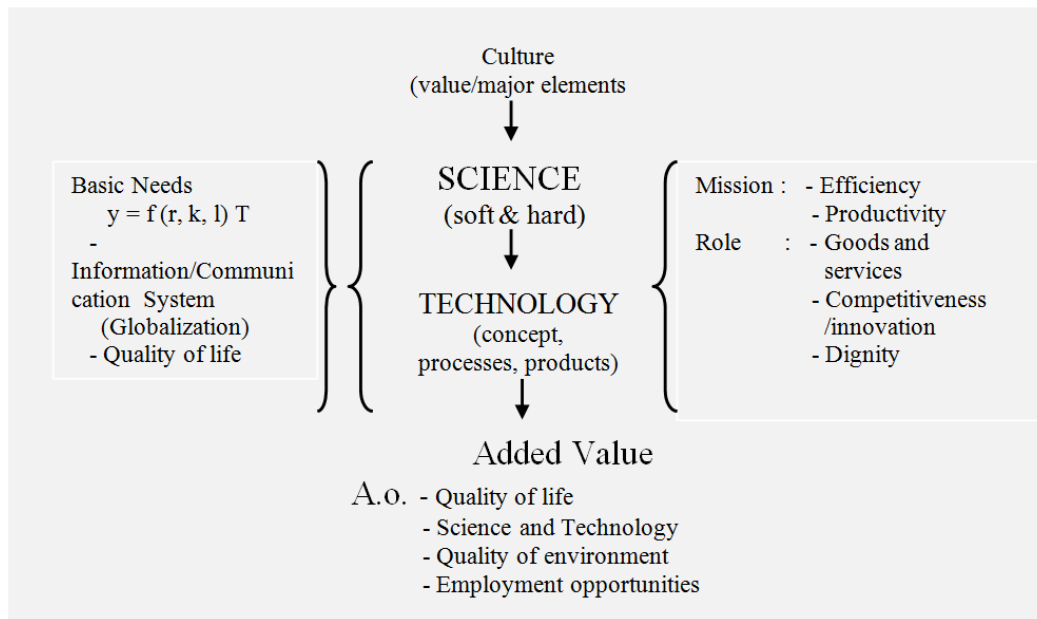 Culture
(value/major elements
SCIENCE
(soft & hard)
TECHNOLOGY
(concept,
processes, products)
Basic Needs
y = f (r, k, l) T
-
Information/Communi
cation System
(Globalization)
- Quality of life
Mission : - Efficiency
- Productivity
Role : - Goods and
services
- Competitiveness
/innovation
- Dignity
Added Value
A.o. - Quality of life
- Science and Technology
- Quality of environment
- Employment opportunities